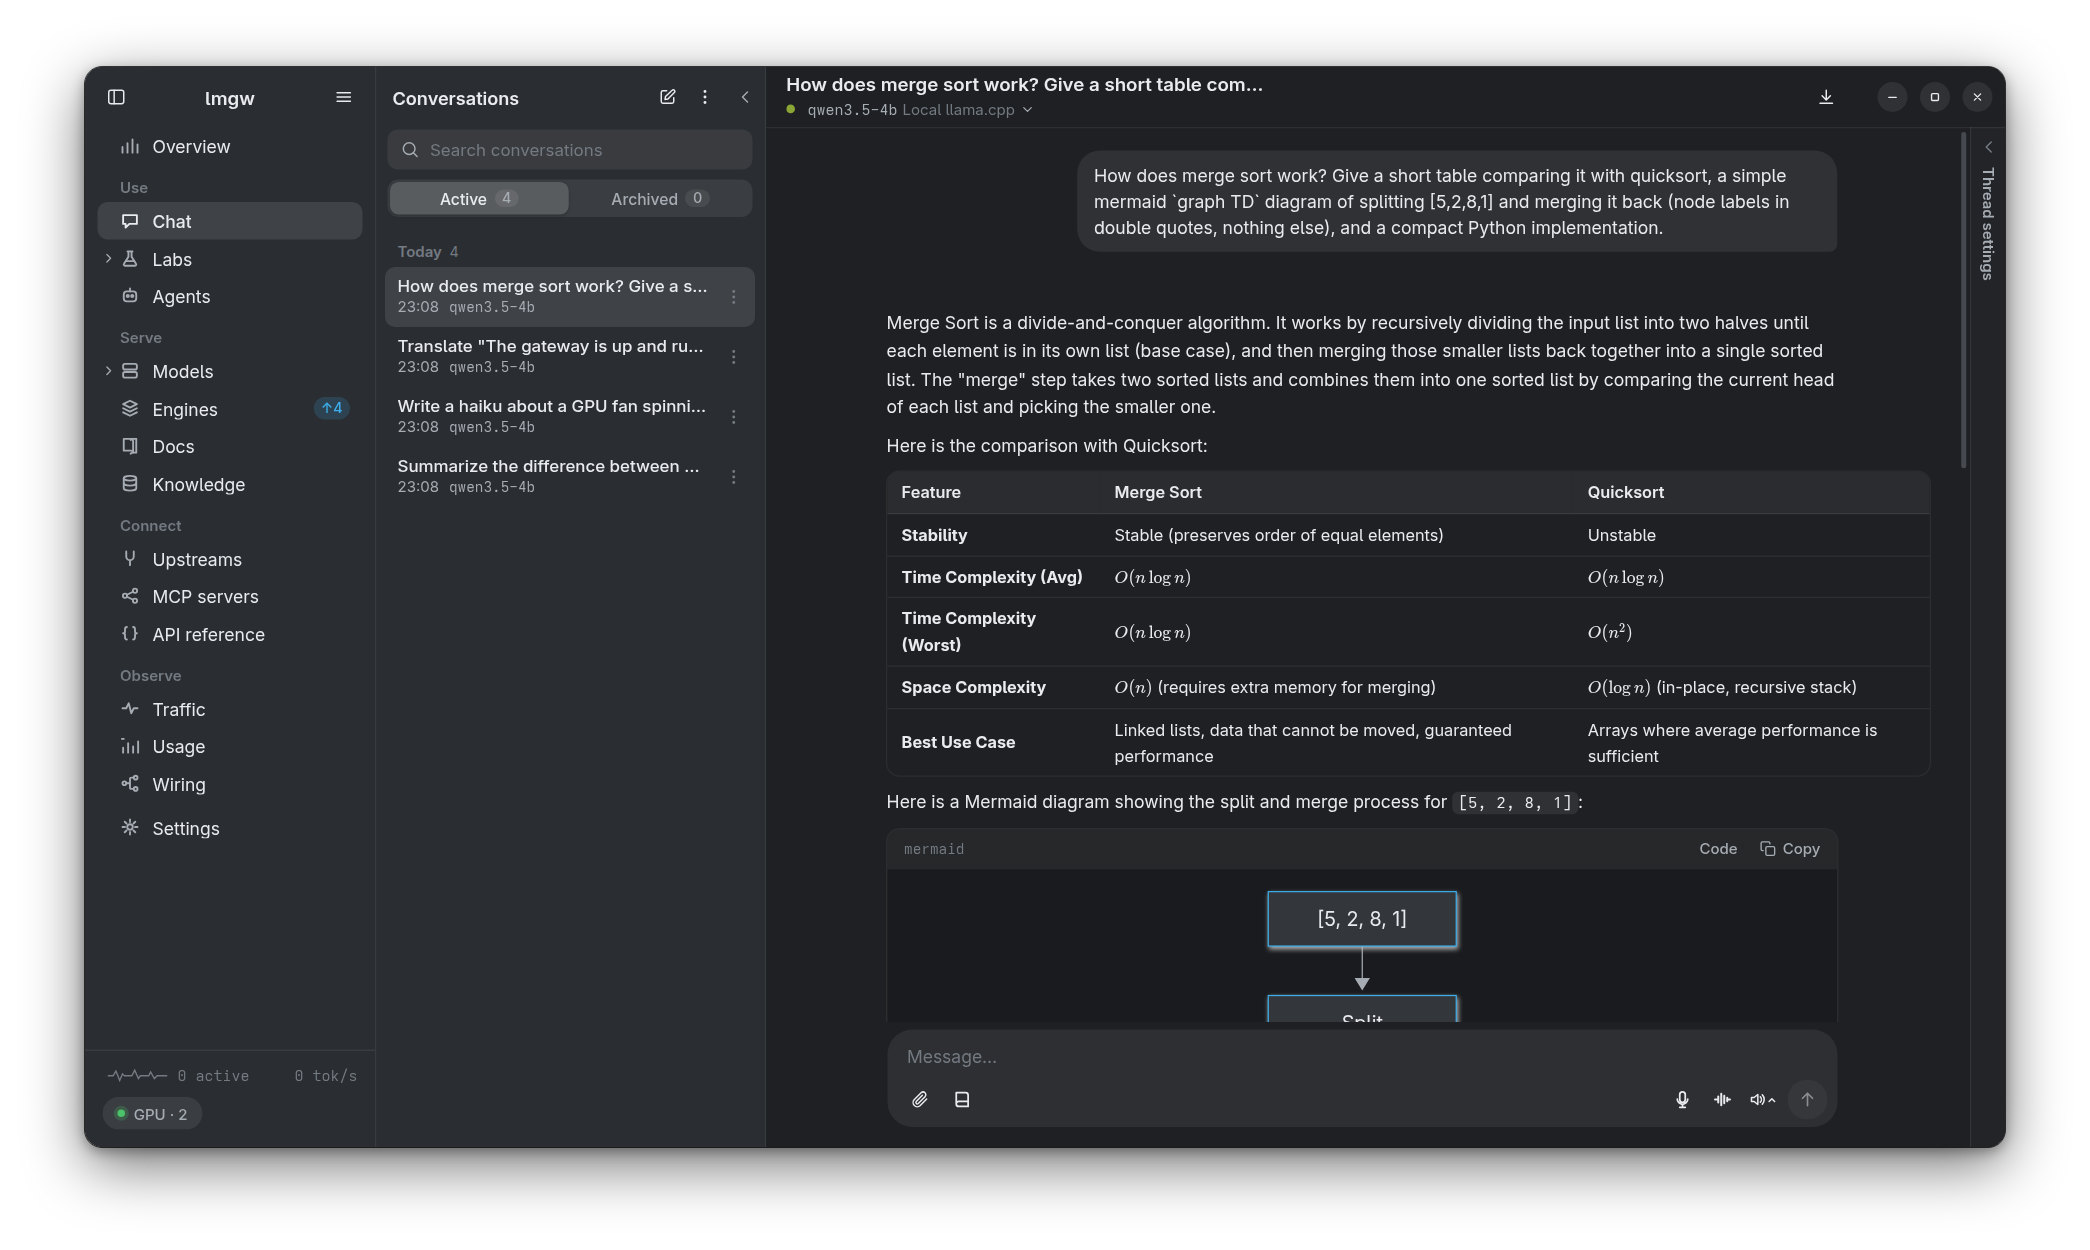 lmgw
Overview
Use
Chat
Labs
Agents
Serve
Models
Engines ↑4
Docs
Knowledge
Connect
Upstreams
MCP servers
API reference
Observe
Traffic
Usage
Wiring
Settings
0 active 0 tok/s
GPU · 2
Conversations
Search conversations
Active 4 Archived 0
Today 4
How does merge sort work? Give a s...
23:08 qwen3.5-4b
Translate "The gateway is up and ru...
23:08 qwen3.5-4b
Write a haiku about a GPU fan spinni...
23:08 qwen3.5-4b
Summarize the difference between ...
23:08 qwen3.5-4b
How does merge sort work? Give a short table com...
qwen3.5-4b Local llama.cpp
How does merge sort work? Give a short table comparing it with quicksort, a simple
mermaid `graph TD` diagram of splitting [5,2,8,1] and merging it back (node labels in
double quotes, nothing else), and a compact Python implementation.
Merge Sort is a divide-and-conquer algorithm. It works by recursively dividing the input list into two halves until
each element is in its own list (base case), and then merging those smaller lists back together into a single sorted
list. The "merge" step takes two sorted lists and combines them into one sorted list by comparing the current head
of each list and picking the smaller one.
Here is the comparison with Quicksort:
Feature Merge Sort Quicksort
Stability Stable (preserves order of equal elements) Unstable
Time Complexity (Avg) O(n log n) O(n log n)
Time Complexity
(Worst) O(n log n) O(n²)
Space Complexity O(n) (requires extra memory for merging) O(log n) (in-place, recursive stack)
Best Use Case Linked lists, data that cannot be moved, guaranteed
performance Arrays where average performance is
sufficient
Here is a Mermaid diagram showing the split and merge process for [5, 2, 8, 1]:
mermaid Code Copy
[5, 2, 8, 1]
Split
Message...
Thread settings